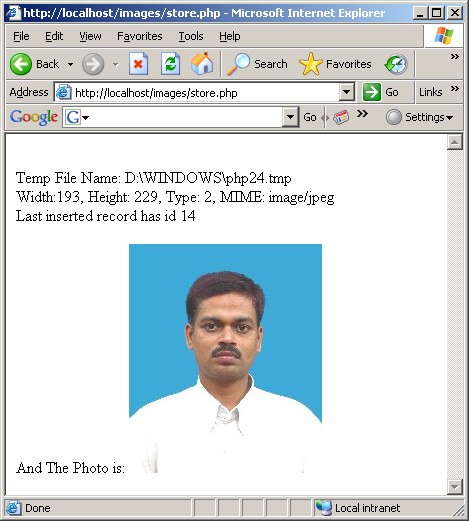 http://localhost/images/store.php - Microsoft Internet Explorer
File Edit View Favorites Tools Help
Back Search Favorites »
Address http://localhost/images/store.php Go Links »
Google G Go » Settings
Temp File Name: D:\WINDOWS\php24.tmp
Width:193, Height: 229, Type: 2, MIME: image/jpeg
Last inserted record has id 14
And The Photo is:
Done Local intranet